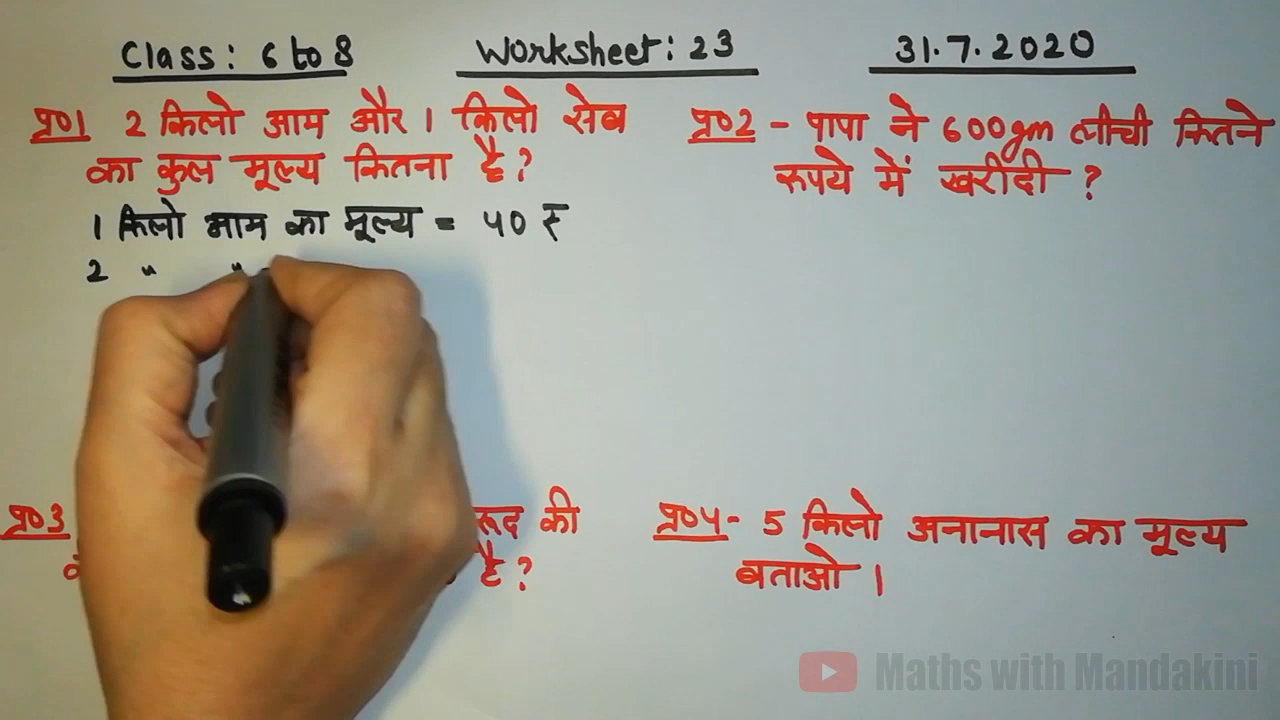 Class: 6 to 8
Worksheet: 23
31.7.2020
प्र01 2 किलो आम और 1 किलो सेब
का कुल मूल्य कितना है?
1 किलो आम का मूल्य = 40 ₹
2 " "
प्र02 - पापा ने 600gm लीची कितने
रुपये में खरीदी ?
प्र03
की
है?
प्र04- 5 किलो अनानास का मूल्य
बताओ ।
Maths with Mandakini